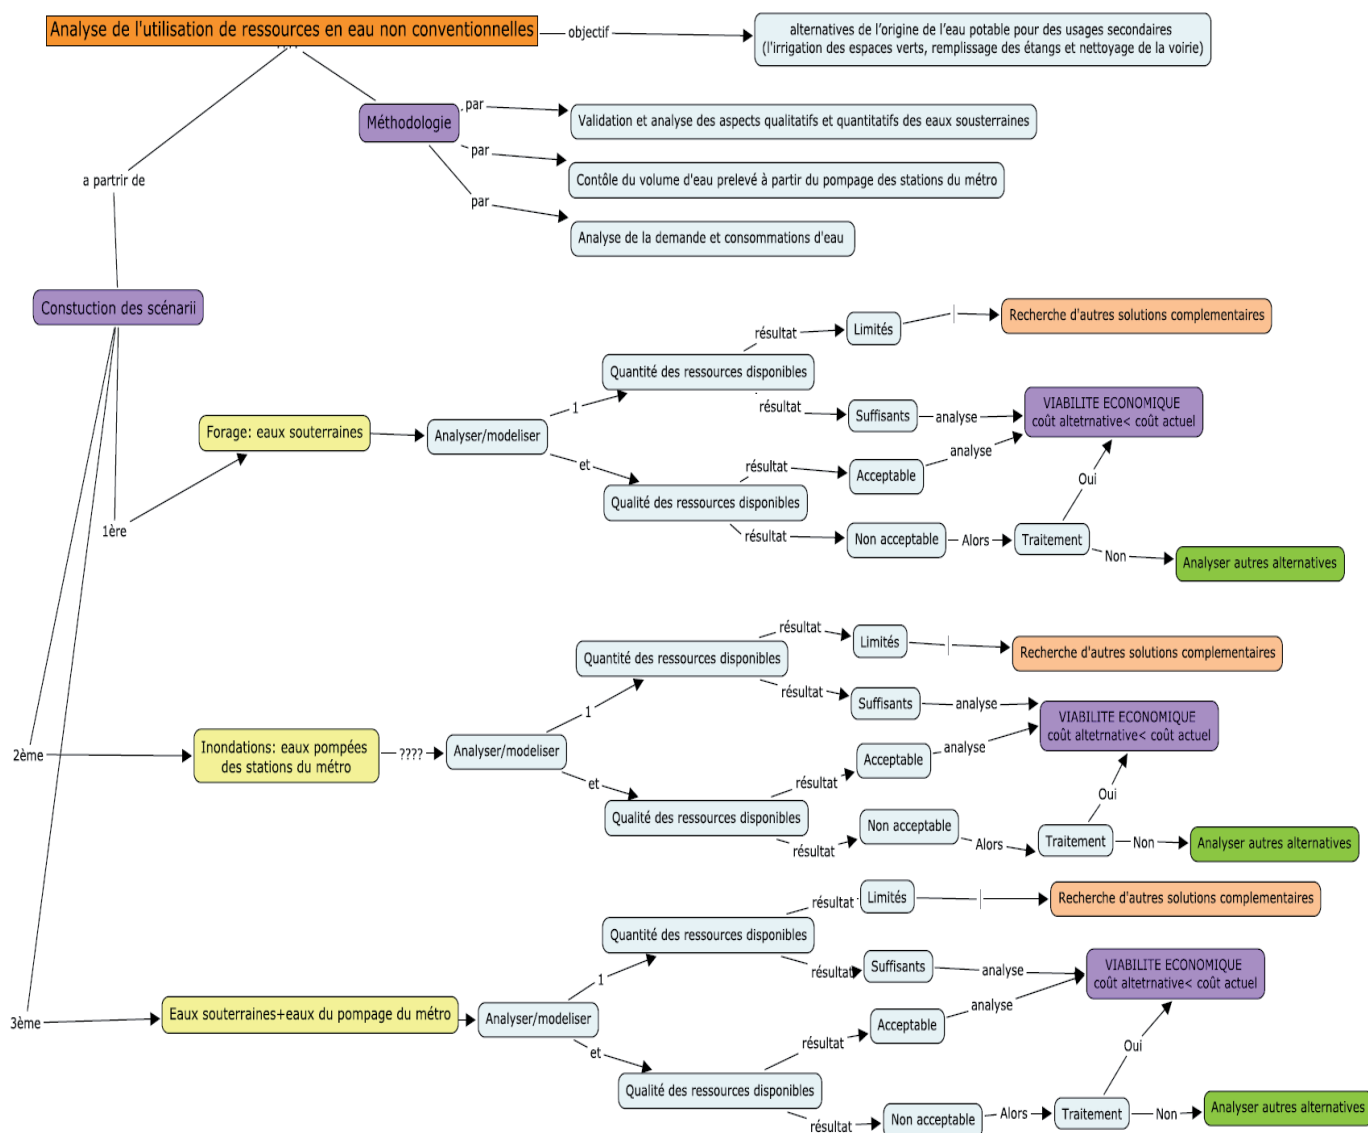 Analyse de l'utilisation de ressources en eau non conventionnelles
objectif
alternatives de l'origine de l'eau potable pour des usages secondaires
(l'irrigation des espaces verts, remplissage des étangs et nettoyage de la voirie)
Méthodologie
par
Validation et analyse des aspects qualitatifs et quantitatifs des eaux sousterraines
par
Contôle du volume d'eau prelevé à partir du pompage des stations du métro
par
Analyse de la demande et consommations d'eau
a partrir de
Constuction des scénarii
1ère
Forage: eaux souterraines
Analyser/modeliser
1
Quantité des ressources disponibles
résultat
Limités
Recherche d'autres solutions complementaires
résultat
Suffisants
analyse
VIABILITE ECONOMIQUE
coût altetrnative< coût actuel
et
Qualité des ressources disponibles
résultat
Acceptable
analyse
résultat
Non acceptable
Alors
Traitement
Oui
Non
Analyser autres alternatives
2ème
Inondations: eaux pompées
des stations du métro
????
Analyser/modeliser
1
Quantité des ressources disponibles
résultat
Limités
Recherche d'autres solutions complementaires
résultat
Suffisants
analyse
VIABILITE ECONOMIQUE
coût altetrnative< coût actuel
et
Qualité des ressources disponibles
résultat
Acceptable
analyse
résultat
Non acceptable
Alors
Traitement
Oui
Non
Analyser autres alternatives
3ème
Eaux souterraines+eaux du pompage du métro
Analyser/modeliser
1
Quantité des ressources disponibles
résultat
Limités
Recherche d'autres solutions complementaires
résultat
Suffisants
analyse
VIABILITE ECONOMIQUE
coût altetrnative< coût actuel
et
Qualité des ressources disponibles
résultat
Acceptable
analyse
résultat
Non acceptable
Alors
Traitement
Oui
Non
Analyser autres alternatives